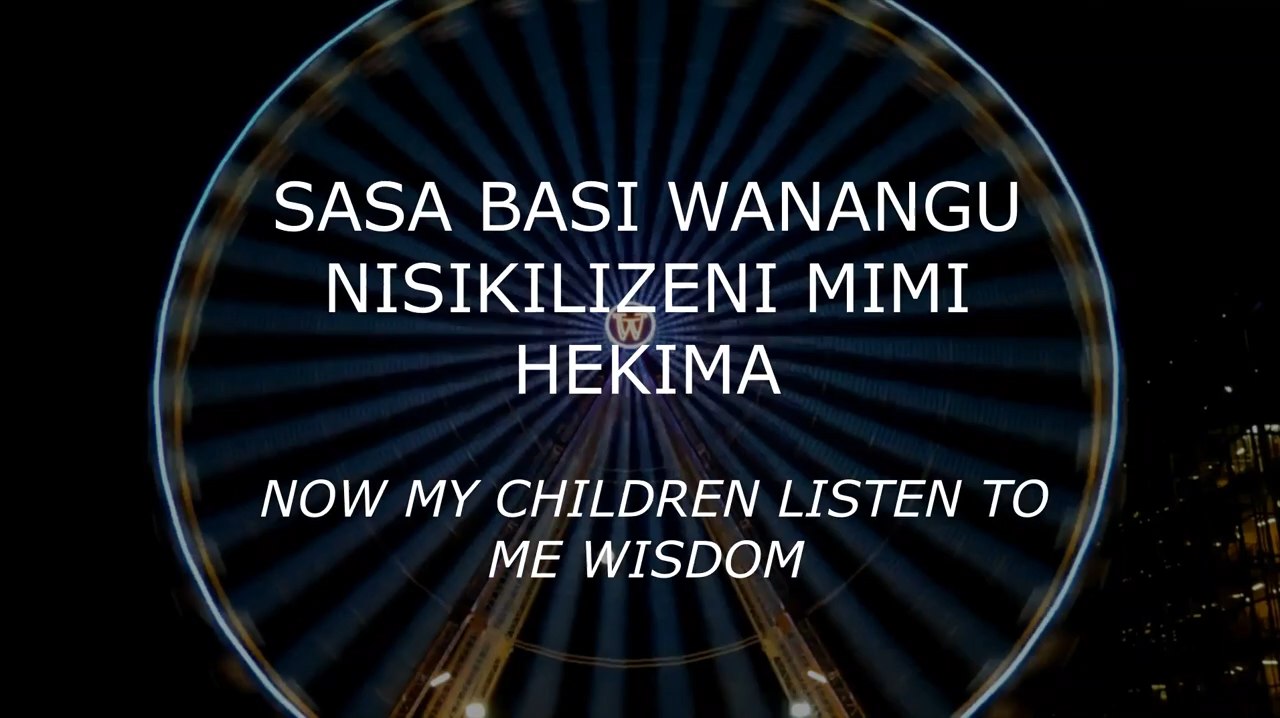 SASA BASI WANANGU
NISIKILIZENI MIMI
W
HEKIMA
NOW MY CHILDREN LISTEN TO
ME WISDOM